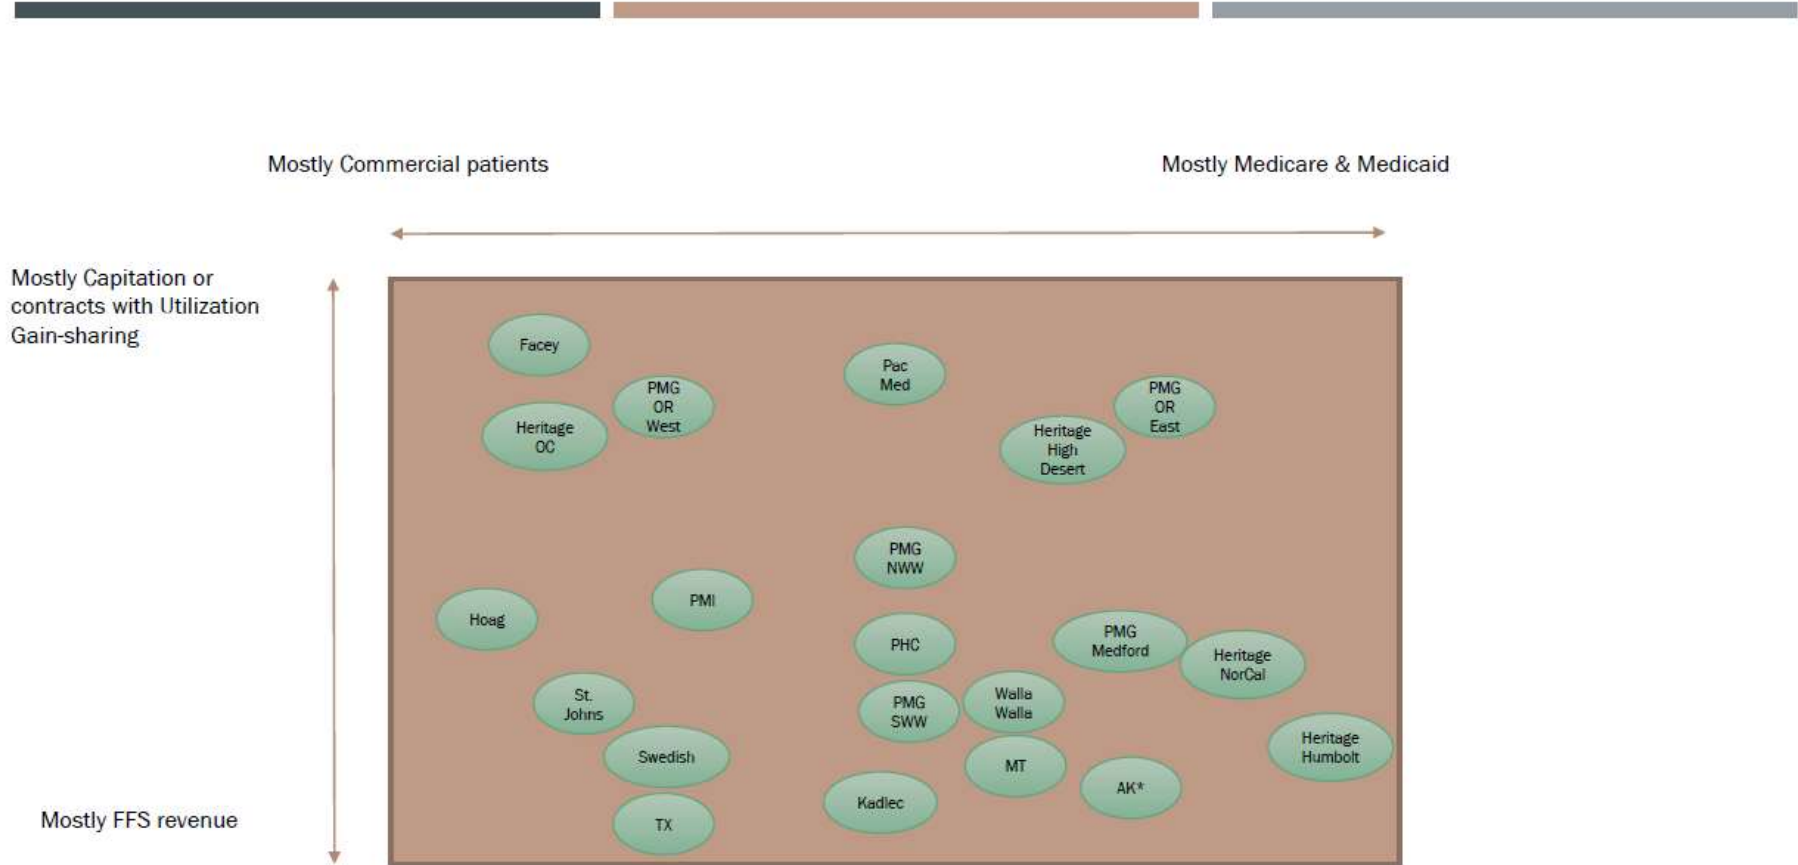 Mostly Commercial patients
Mostly Medicare & Medicaid
Mostly Capitation or
contracts with Utilization
Gain-sharing
Facey
Pac
Med
PMG
OR
West
PMG
OR
East
Heritage
OC
Heritage
High
Desert
PMG
NWW
PMI
Hoag
PHC
PMG
Medford
Heritage
NorCal
St.
Johns
PMG
SWW
Walla
Walla
Swedish
Heritage
Humbolt
MT
AK*
Kadlec
Mostly FFS revenue
TX